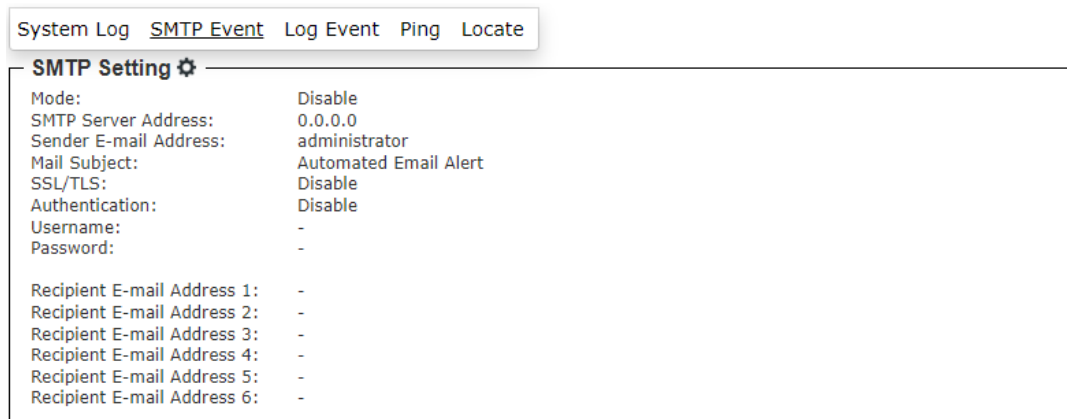 System Log SMTP Event Log Event Ping Locate
SMTP Setting
Mode: Disable
SMTP Server Address: 0.0.0.0
Sender E-mail Address: administrator
Mail Subject: Automated Email Alert
SSL/TLS: Disable
Authentication: Disable
Username: -
Password: -
Recipient E-mail Address 1: -
Recipient E-mail Address 2: -
Recipient E-mail Address 3: -
Recipient E-mail Address 4: -
Recipient E-mail Address 5: -
Recipient E-mail Address 6: -